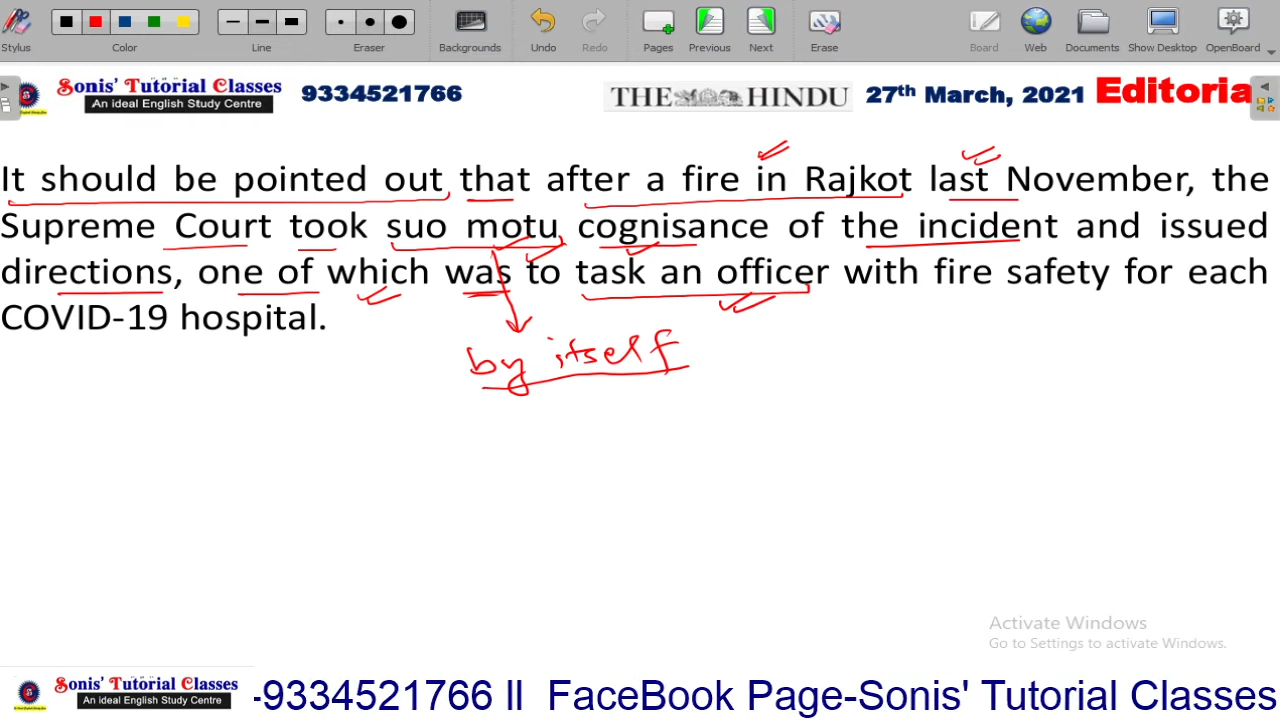 Stylus Color Line Eraser Backgrounds Undo Redo Pages Previous Next Erase Board Web Documents Show Desktop OpenBoard
Sonis' Tutorial Classes
An ideal English Study Centre
9334521766
THE HINDU
27th March, 2021
Editoria
It should be pointed out that after a fire in Rajkot last November, the
Supreme Court took suo motu cognisance of the incident and issued
directions, one of which was to task an officer with fire safety for each
COVID-19 hospital.
by itself
Activate Windows
Go to Settings to activate Windows.
Sonis' Tutorial Classes
An ideal English Study Centre
-9334521766 ll FaceBook Page-Sonis' Tutorial Classes